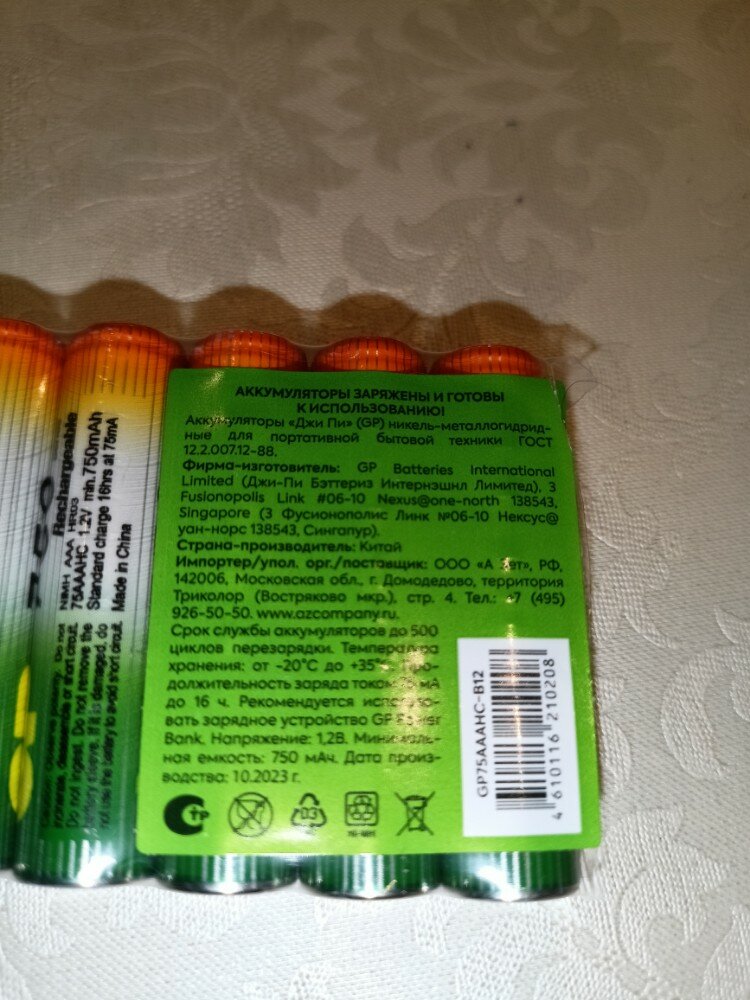 АККУМУЛЯТОРЫ ЗАРЯЖЕНЫ И ГОТОВЫ
К ИСПОЛЬЗОВАНИЮ!
Аккумуляторы «Джи Пи» (GP) никель-металлогидрид-
ные для портативной бытовой техники ГОСТ
12.2.007.12-88.
Фирма-изготовитель: GP Batteries International
Limited (Джи-Пи Бэттериз Интернэшнл Лимитед), 3
Fusionopolis Link #06-10 Nexus@one-north 138543,
Singapore (3 Фусионополис Линк №06-10 Нексус@
уан-норс 138543, Сингапур).
Страна-производитель: Китай
Импортер/упол. орг./поставщик: ООО «А Зет», РФ,
142006, Московская обл., г. Домодедово, территория
Триколор (Востряково мкр.), стр. 4. Тел.: +7 (495)
926-50-50. www.azcompany.ru.
Срок службы аккумуляторов до 500
циклов перезарядки. Температура
хранения: от -20°C до +35°C. Про-
должительность заряда током 75 мА
до 16 ч. Рекомендуется использо-
вать зарядное устройство GP Power
Bank. Напряжение: 1,2В. Минималь-
ная емкость: 750 мАч. Дата произ-
водства: 10.2023 г.
GP75AAAHC-B12
4 610116 210208
GP
750
Rechargeable
NiMH AAA HR03
75AAAHC 1.2V min.750mAh
Standard charge 16hrs at 75mA
Made in China
incinerate, disassemble or short circuit.
Do not ingest. Do not remove the
battery sleeve. If it is damaged, do
not use the battery to avoid short circuit.